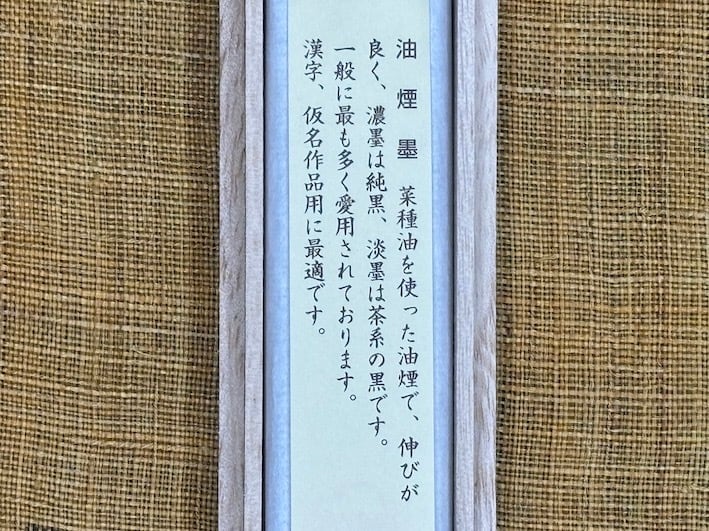 油煙墨 菜種油を使った油煙で、伸びが
良く、濃墨は純黒、淡墨は茶系の黒です。
一般に最も多く愛用されております。
漢字、仮名作品用に最適です。